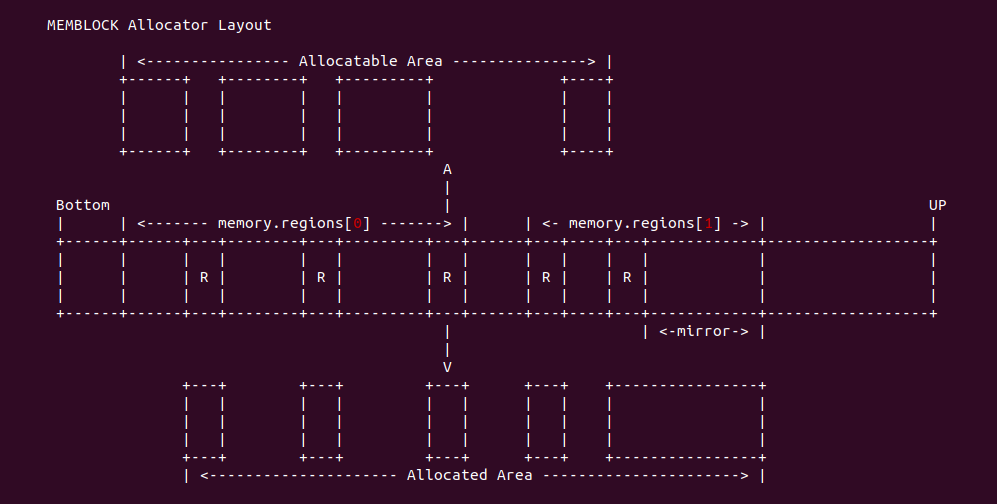 MEMBLOCK Allocator Layout
| <---------------- Allocatable Area ---------------> |
+------+   +--------+   +---------+              +----+
|      |   |        |   |         |              |    |
|      |   |        |   |         |              |    |
|      |   |        |   |         |              |    |
+------+   +--------+   +---------+              +----+
A
|
Bottom                                     |                                                     UP
|      | <------- memory.regions[0] -------> |      | <- memory.regions[1] -> |                  |
+------+------+---+--------+---+---------+---+------+---+----+---+------------+------------------+
|      |      |   |        |   |         |   |      |   |    |   |            |                  |
|      |      | R |        | R |         | R |      | R |    | R |            |                  |
|      |      |   |        |   |         |   |      |   |    |   |            |                  |
+------+------+---+--------+---+---------+---+------+---+----+---+------------+------------------+
|                     | <-mirror-> |
|
V
+---+        +---+         +---+      +---+    +----------------+
|   |        |   |         |   |      |   |    |                |
|   |        |   |         |   |      |   |    |                |
|   |        |   |         |   |      |   |    |                |
+---+        +---+         +---+      +---+    +----------------+
| <--------------------- Allocated Area ----------------------> |